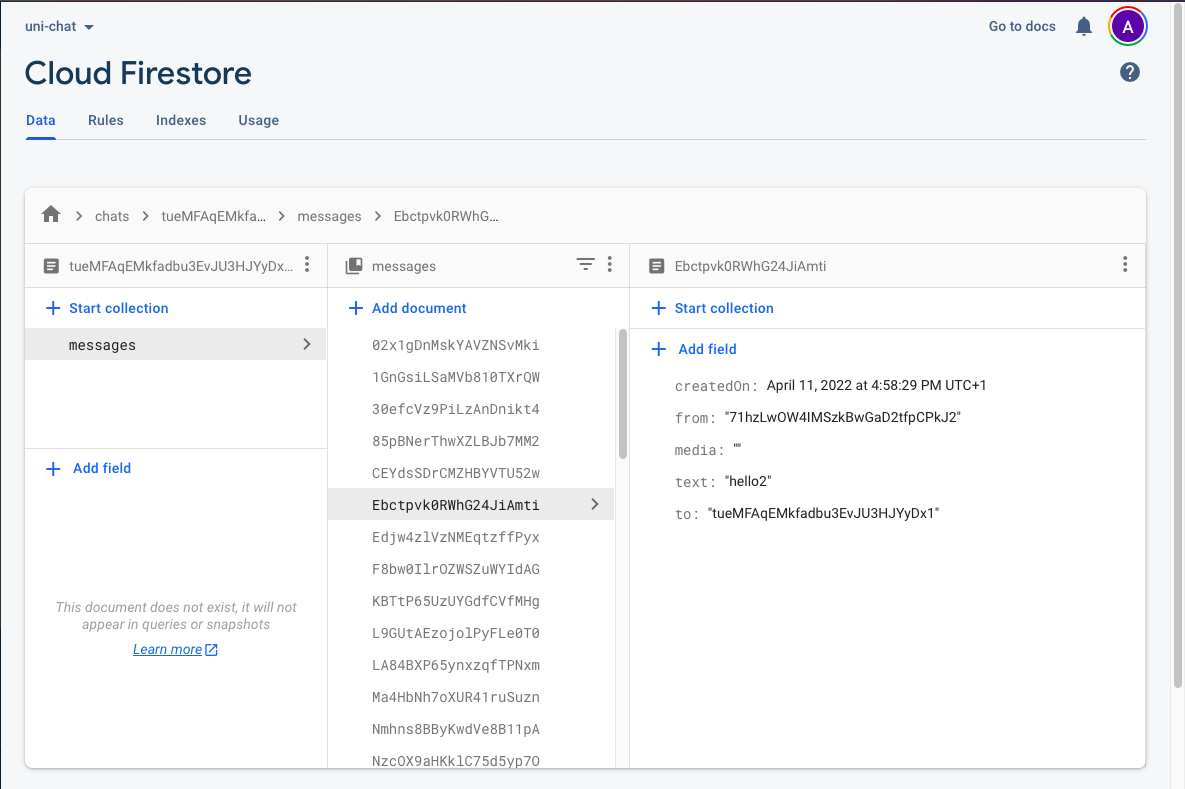 uni-chat
Go to docs
A
Cloud Firestore
?
Data Rules Indexes Usage
chats tueMFAqEMkfa... messages Ebctpvk0RWhG...
tueMFAqEMkfadbu3EvJU3HJYyDx...
Start collection
messages
Add field
This document does not exist, it will not
appear in queries or snapshots
Learn more
messages
Add document
02x1gDnMskYAVZNSvMki
1GnGsiLSaMVb810TXrQW
30efcVz9PiLzAnDnikt4
85pBNerThwXZLBJb7MM2
CEYdsSDrCMZHBYVTU52w
Ebctpvk0RWhG24JiAmti
Edjw4zlVzNMEqtzffPyx
F8bw0IlrOZWSZuWYIdAG
KBTtP65UzUYGdfCVfMHg
L9GUtAEzojolPyFLe0T0
LA84BXP65ynxzqfTPNxm
Ma4HbNh7oXUR41ruSuzn
Nmhns8BByKwdVe8B11pA
NzcOX9aHKklC75d5yp7O
Ebctpvk0RWhG24JiAmti
Start collection
Add field
createdOn: April 11, 2022 at 4:58:29 PM UTC+1
from: "71hzLwOW4IMSzkBwGaD2tfpCPkJ2"
media: ""
text: "hello2"
to: "tueMFAqEMkfadbu3EvJU3HJYyDx1"